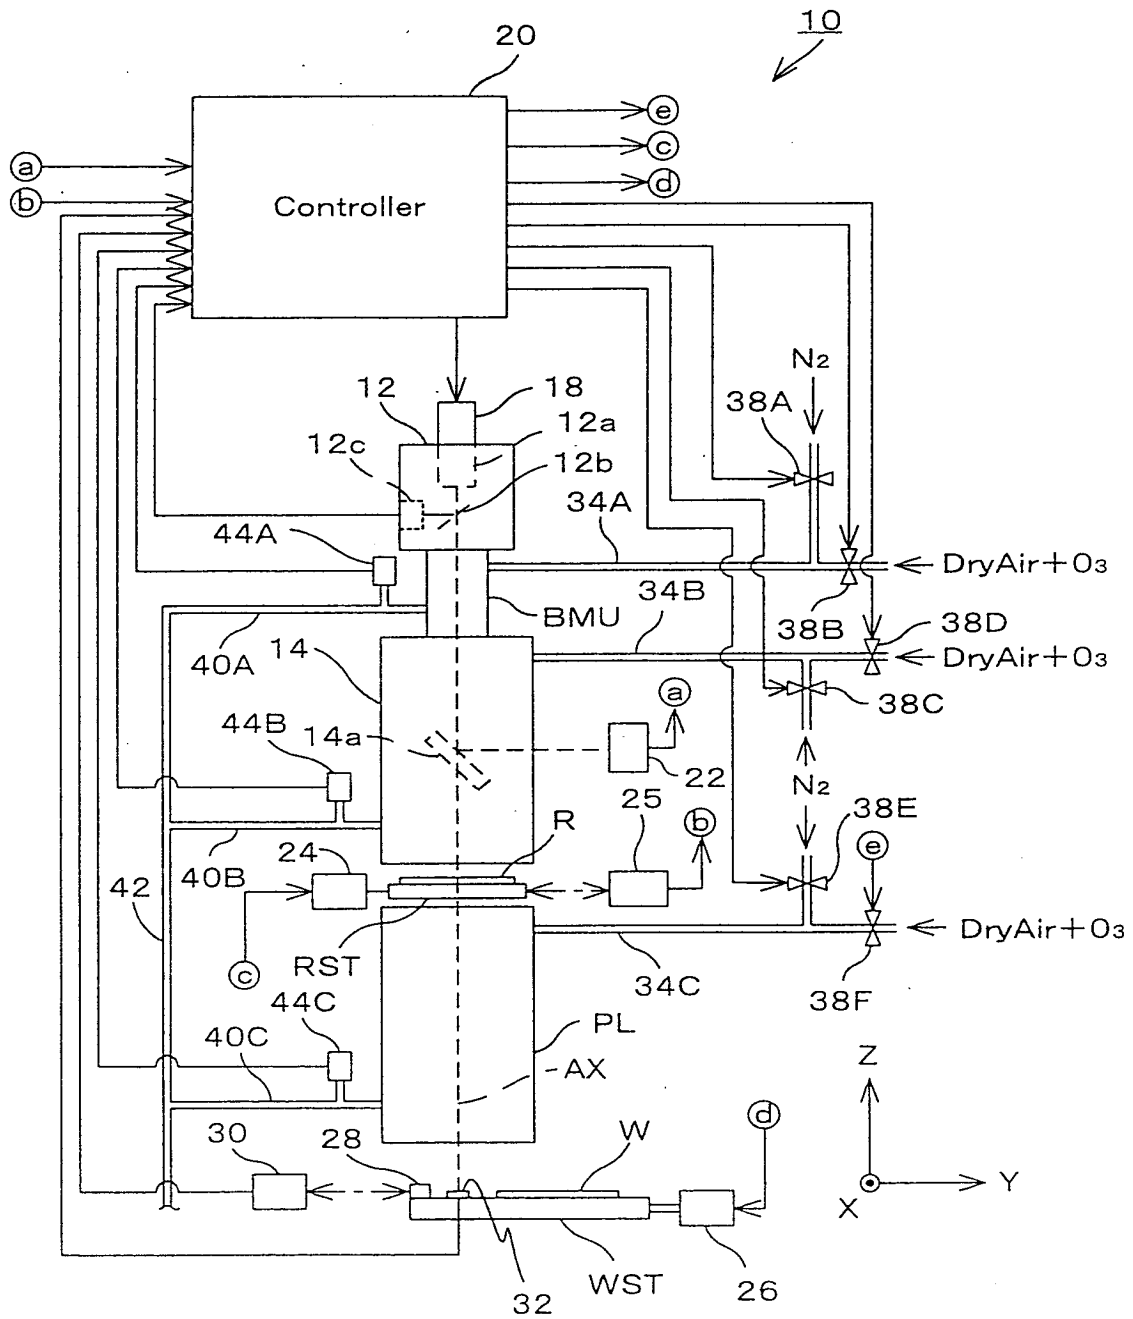 10
20
e
c
a
d
b
Controller
N2
12
18
38A
12a
12c
12b
34A
44A
DryAir+O3
34B
BMU
38B
38D
40A
14
DryAir+O3
a
38C
44B
14a
22
N2
25
38E
R
b
e
24
40B
42
DryAir+O3
RST
c
34C
38F
44C
PL
40C
Z
AX
d
30
28
W
Y
X
WST
26
32